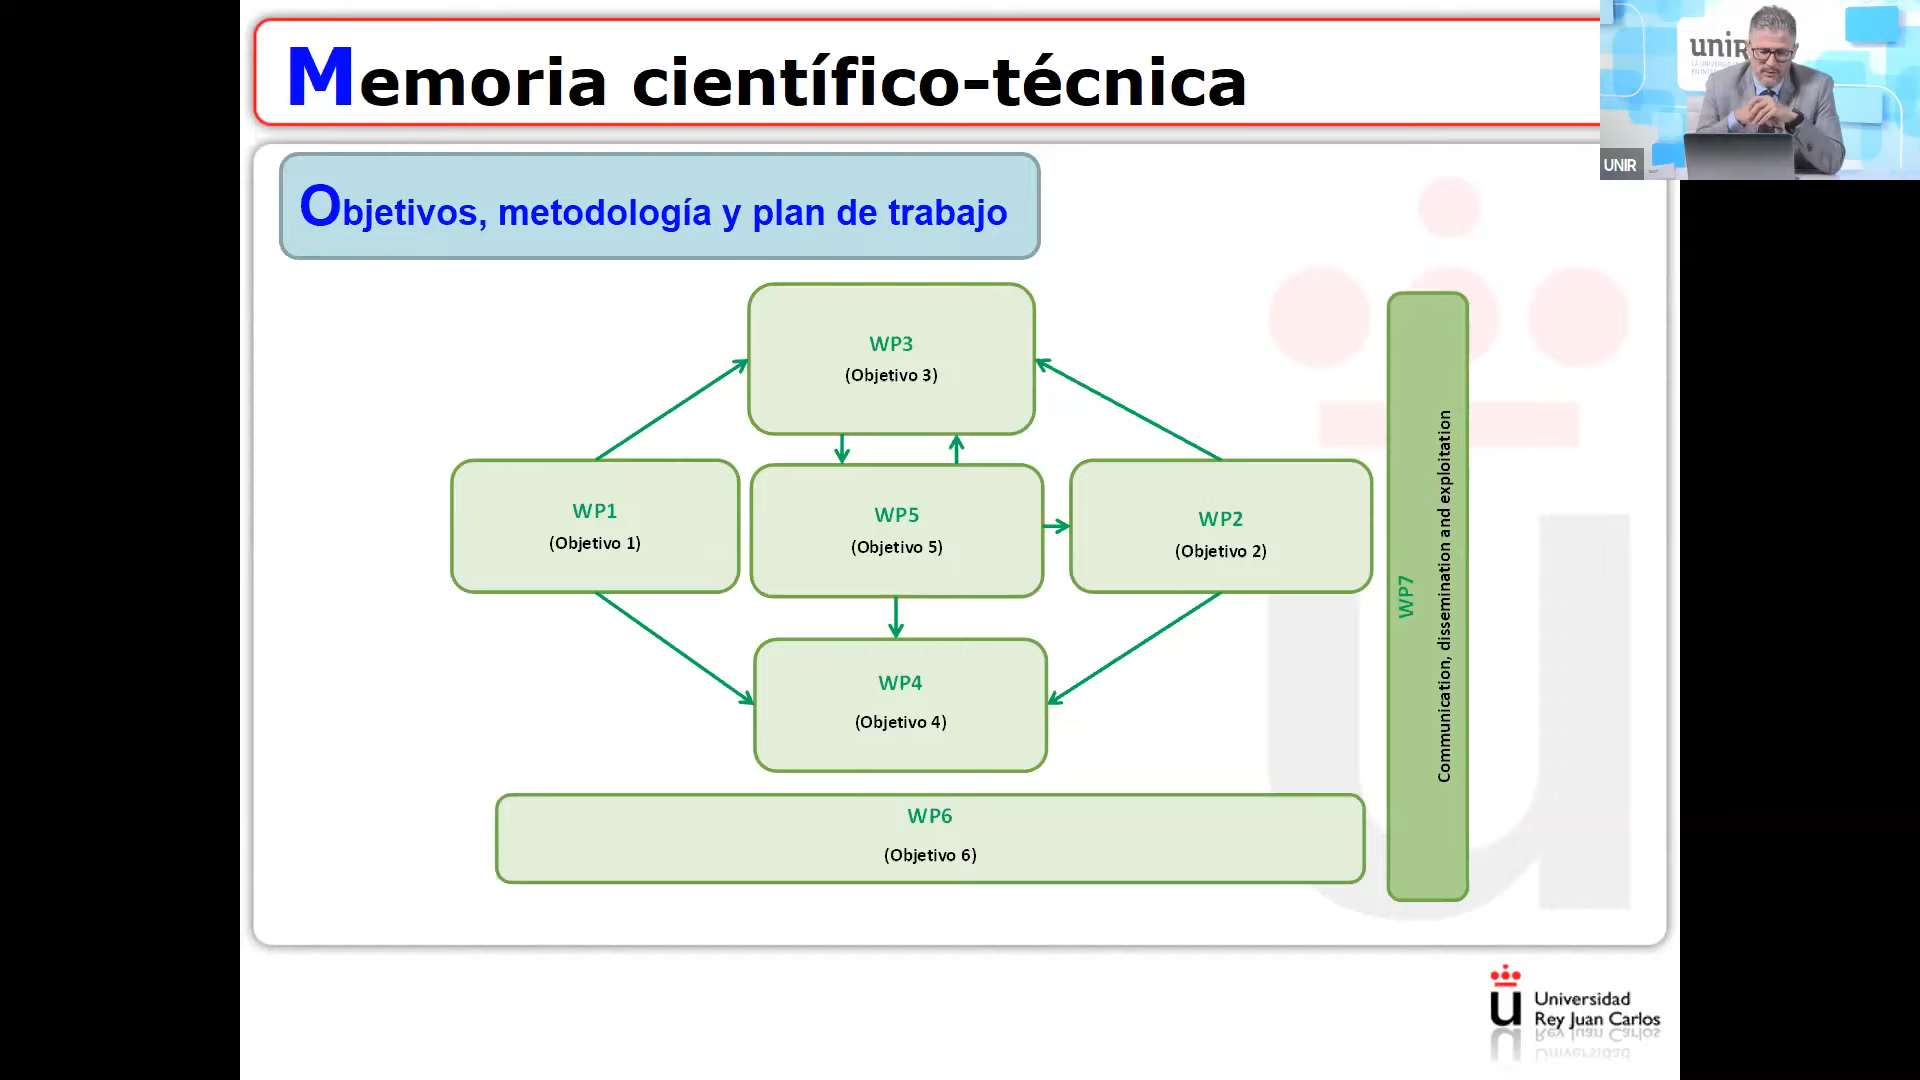 Memoria científico-técnica
Objetivos, metodología y plan de trabajo
WP3
(Objetivo 3)
WP1
(Objetivo 1)
WP5
(Objetivo 5)
WP2
(Objetivo 2)
WP4
(Objetivo 4)
WP6
(Objetivo 6)
WP7
Communication, dissemination and exploitation
unir
UNIR
Universidad
Rey Juan Carlos